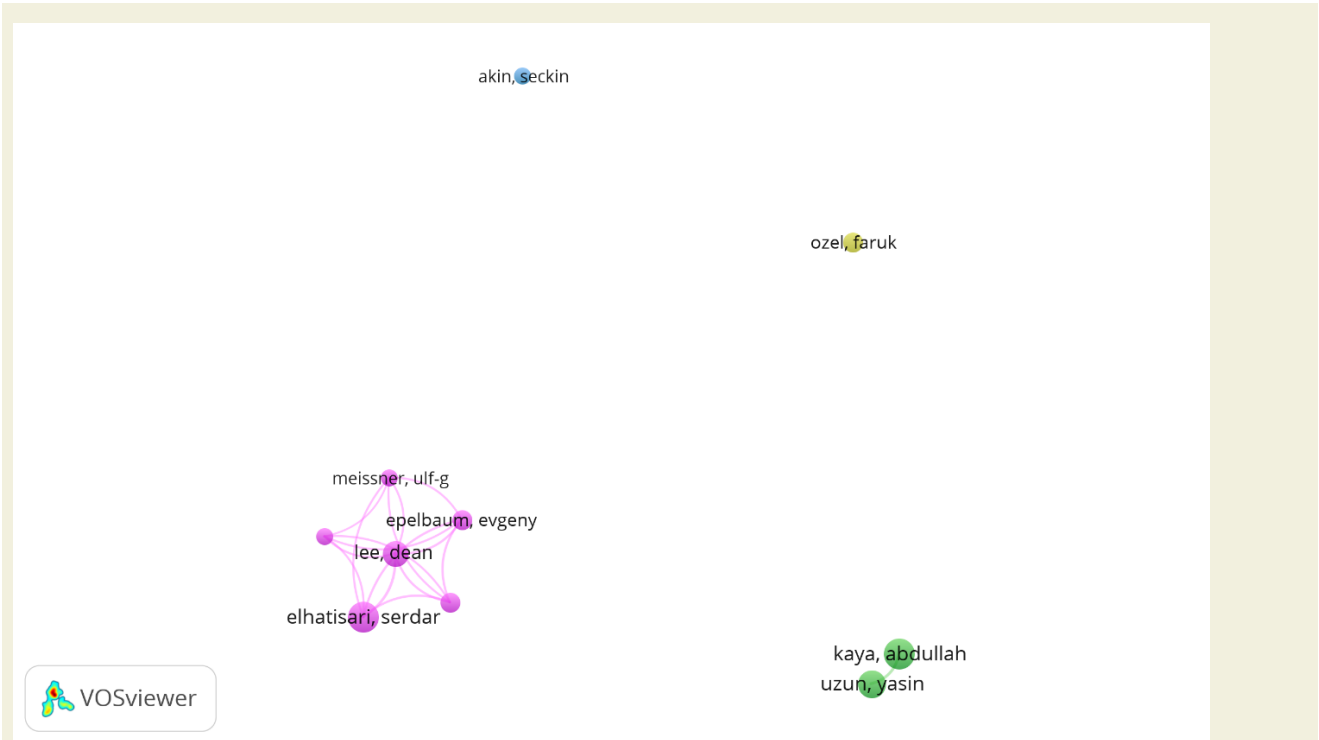 akin, seckin
ozel, faruk
meissner, ulf-g
epelbaum, evgeny
lee, dean
elhatisari, serdar
kaya, abdullah
uzun, yasin
VOSviewer